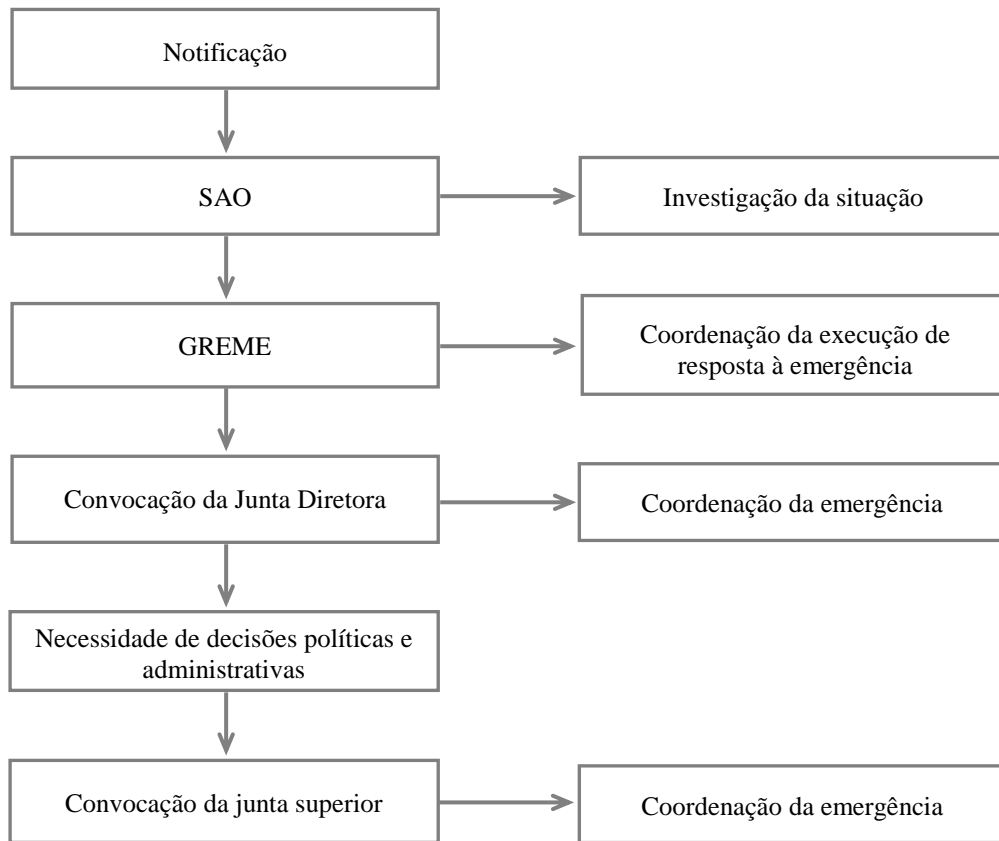 Notificação
SAO
Investigação da situação
GREME
Coordenação da execução de
resposta à emergência
Convocação da Junta Diretora
Coordenação da emergência
Necessidade de decisões políticas e
administrativas
Convocação da junta superior
Coordenação da emergência